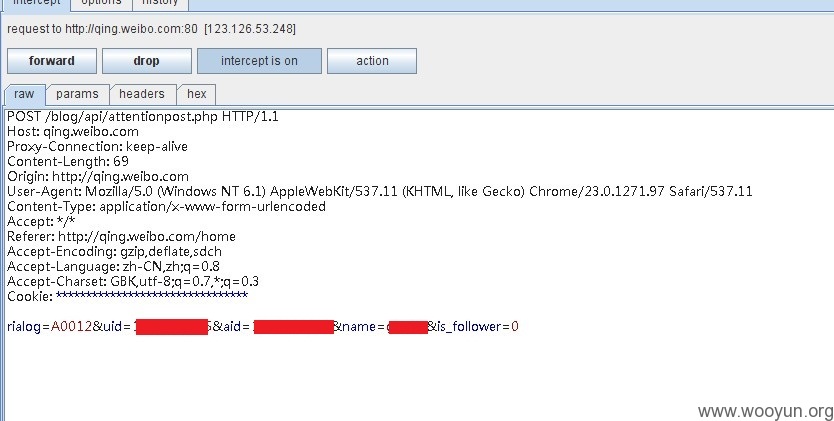 intercept options history
request to http://qing.weibo.com:80 [123.126.53.248]
forward drop intercept is on action
raw params headers hex
POST /blog/api/attentionpost.php HTTP/1.1
Host: qing.weibo.com
Proxy-Connection: keep-alive
Content-Length: 69
Origin: http://qing.weibo.com
User-Agent: Mozilla/5.0 (Windows NT 6.1) AppleWebKit/537.11 (KHTML, like Gecko) Chrome/23.0.1271.97 Safari/537.11
Content-Type: application/x-www-form-urlencoded
Accept: */*
Referer: http://qing.weibo.com/home
Accept-Encoding: gzip,deflate,sdch
Accept-Language: zh-CN,zh;q=0.8
Accept-Charset: GBK,utf-8;q=0.7,*;q=0.3
Cookie: ********************************
rialog=A0012&uid= &aid= &name= &is_follower=0
www.wooyun.org